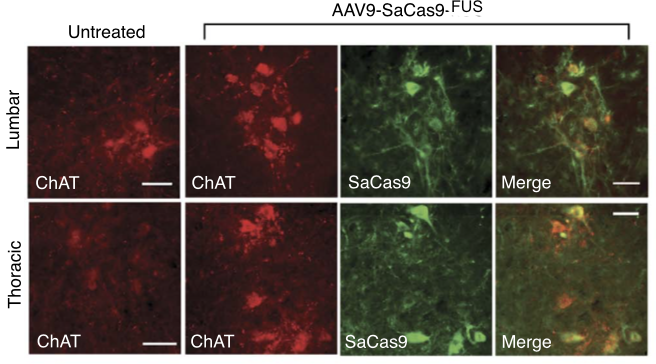 AAV9-SaCas9-FUS
Untreated
Lumbar
ChAT
ChAT
SaCas9
Merge
Thoracic
ChAT
ChAT
SaCas9
Merge